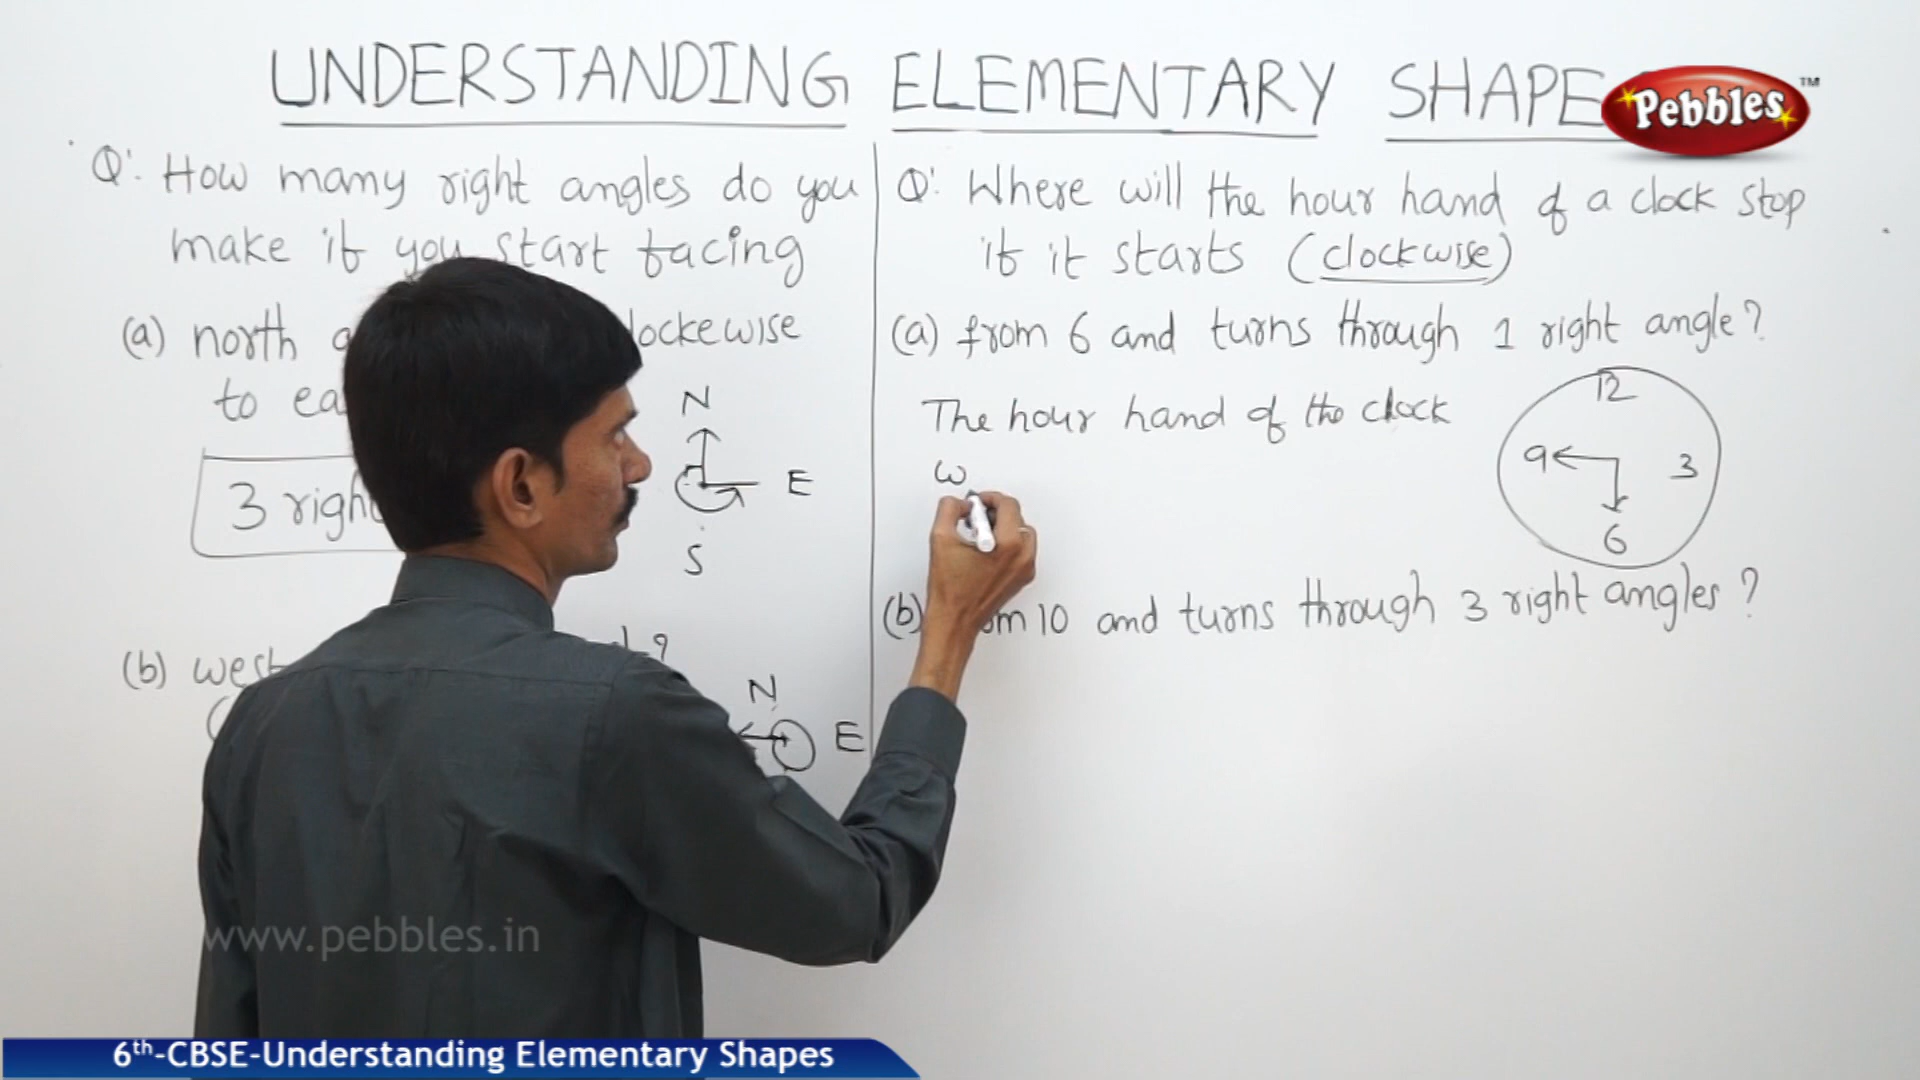 UNDERSTANDING ELEMENTARY SHAPE
Pebbles TM
Q: How many right angles do you
make if you start facing
(a) north lockewise
to ea
N
E
S
3 righ
(b) west
N
E
Q: Where will the hour hand of a clock stop
if it starts (clockwise)
(a) from 6 and turns through 1 right angle?
The hour hand of the clock
w
12
9 3
6
(b) om 10 and turns through 3 right angles?
www.pebbles.in
6th-CBSE-Understanding Elementary Shapes